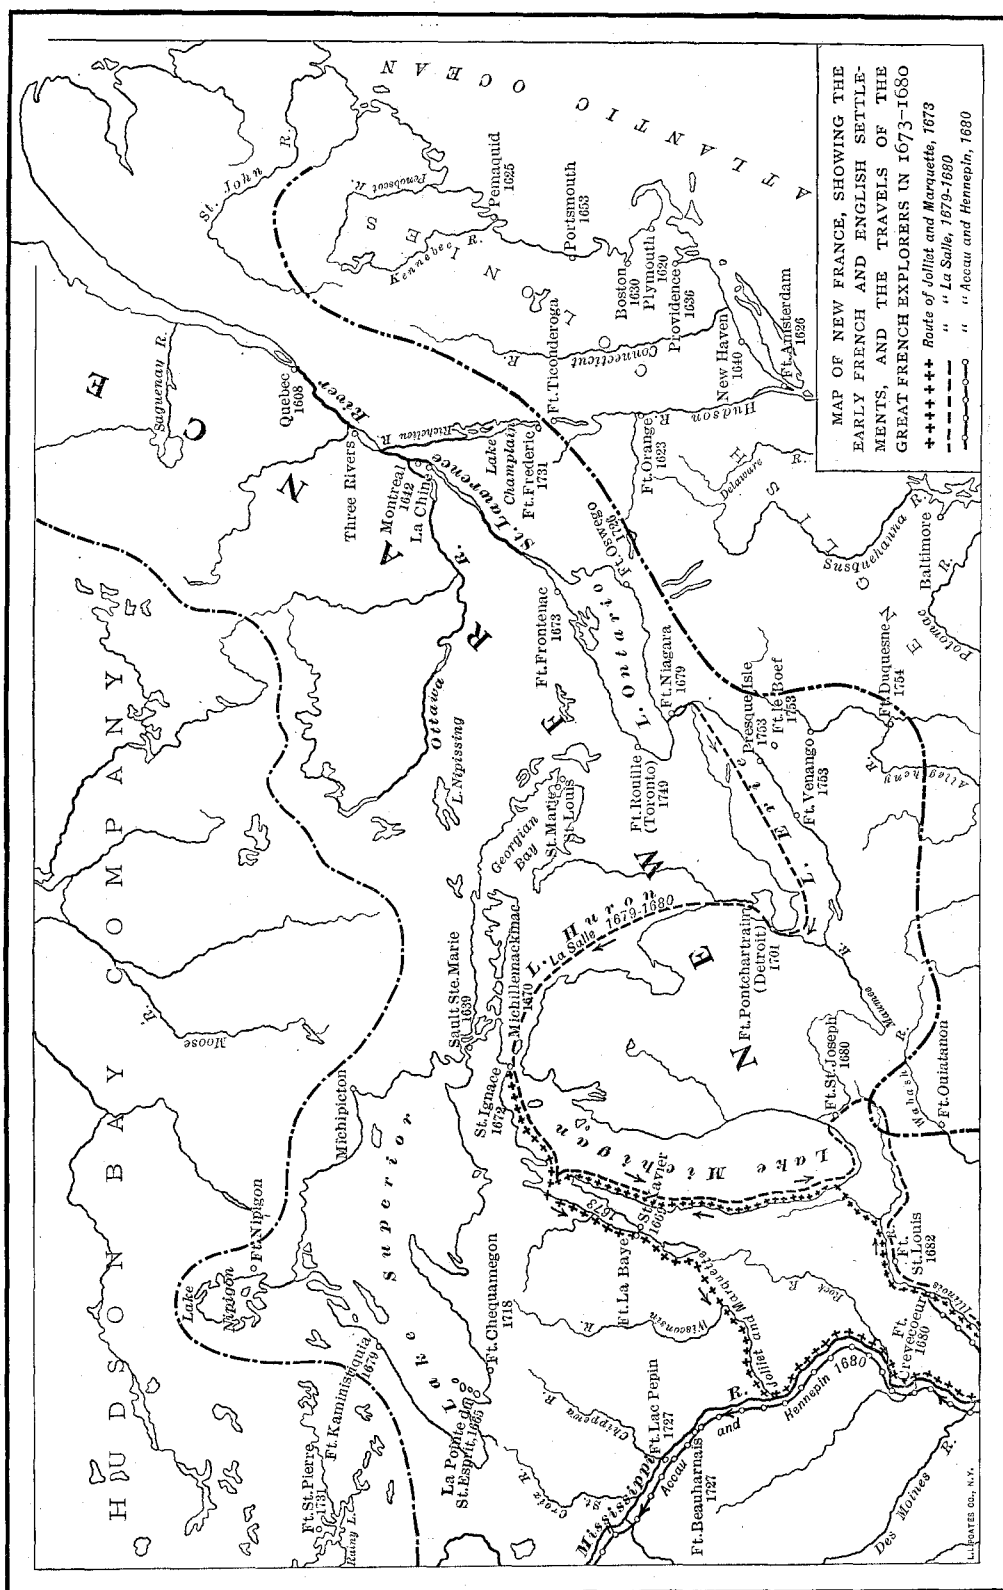 MAP OF NEW FRANCE, SHOWING THE
EARLY FRENCH AND ENGLISH SETTLE-
MENTS, AND THE TRAVELS OF THE
GREAT FRENCH EXPLORERS IN 1673-1680
Route of Jolliet and Marquette, 1673
" " La Salle, 1679-1680
" " Accau and Hennepin, 1680
HUDSON BAY COMPANY
NEW FRANCE
ENGLISH COLONIES
ATLANTIC OCEAN
Lake
Nipigon
Ft.Nipigon
Ft.St.Pierre
1731
Rainy L.
Ft.Kaministiquia
1679
Michipicton
Moose R.
Lake Superior
La Pointe du
St.Esprit,1665
Ft.Chequamegon
1718
Sault Ste.Marie
1639
St.Ignace
1672
Michillemackinac
1670
Georgian
Bay
St.Marie
St.Louis
L.Nipissing
Ottawa R.
Saguenay R.
Quebec
1608
Three Rivers
Montreal
1642
La Chine
St. Lawrence River
Richelieu R.
Lake
Champlain
Ft.Frederic
1731
Ft.Ticonderoga
St. John R.
Penobscot R.
Kennebec R.
Pemaquid
1625
Portsmouth
1653
Boston
1630
Plymouth
1620
Providence
1636
Connecticut R.
New Haven
1640
Ft.Amsterdam
1626
Hudson R.
Ft.Orange
1623
Delaware R.
Susquehanna R.
Baltimore
Potomac R.
Ft.Oswego
1726
Ft.Frontenac
1673
L. Ontario
Ft.Niagara
1679
Ft.Rouille
(Toronto)
1749
Presque Isle
1753
Ft.le Boef
1753
Ft.Venango
1753
Ft.Duquesne
1754
Allegheny R.
L. Erie
L. Huron
La Salle 1679-1680
Ft.Pontchartrain
(Detroit)
1701
Maumee R.
Wabash R.
Ft.Ouiatanon
Ft.St.Joseph
1680
Lake Michigan
1673
St.Xavier
Ft.La Baye
Wisconsin R.
Jolliet and Marquette
Rock R.
Ft.
St.Louis
1682
Illinois R.
Ft.
Crevecoeur
1680
Chippewa R.
St. Croix R.
Ft.Lac Pepin
1727
Ft.Beauharnais
1727
Mississippi R.
Accau and Hennepin 1680
Des Moines R.
L.L.POATES CO., N.Y.